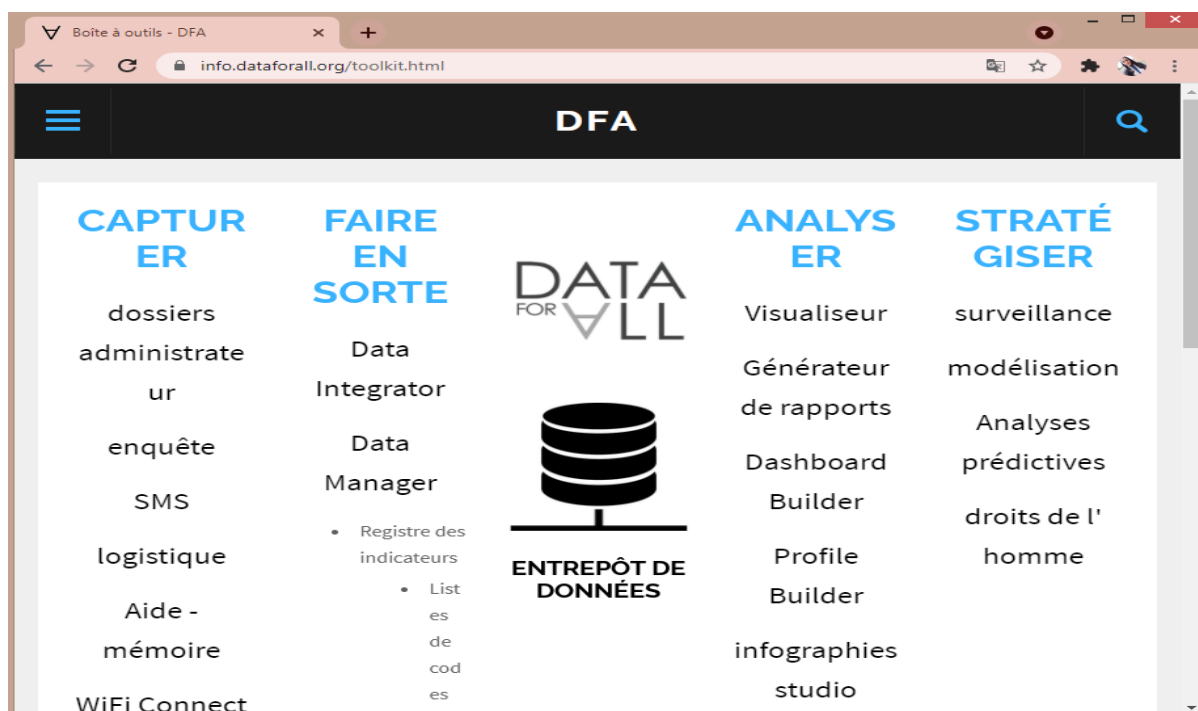 Boîte à outils - DFA
info.dataforall.org/toolkit.html
DFA
CAPTUR
ER
dossiers
administrate
ur
enquête
SMS
logistique
Aide -
mémoire
WiFi Connect
FAIRE
EN
SORTE
Data
Integrator
Data
Manager
Registre des
indicateurs
List
es
de
cod
es
DATA
FOR ALL
ENTREPÔT DE
DONNÉES
ANALYS
ER
Visualiseur
Générateur
de rapports
Dashboard
Builder
Profile
Builder
infographies
studio
STRATÉ
GISER
surveillance
modélisation
Analyses
prédictives
droits de l'
homme